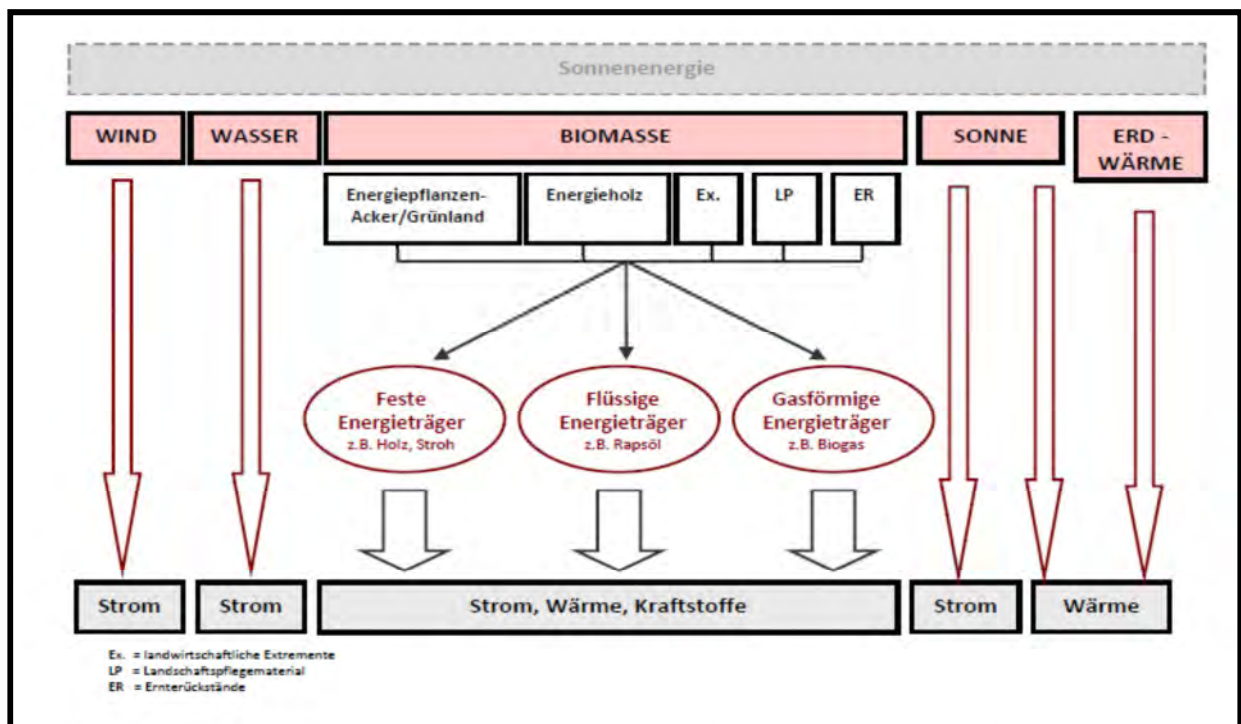 Sonnenenergie
WIND
WASSER
BIOMASSE
SONNE
ERD -
WÄRME
Energiepflanzen-
Acker/Grünland
Energieholz
Ex.
LP
ER
Feste
Energieträger
z.B. Holz, Stroh
Flüssige
Energieträger
z.B. Rapsöl
Gasförmige
Energieträger
z.B. Biogas
Strom
Strom
Strom, Wärme, Kraftstoffe
Strom
Wärme
Ex. = landwirtschaftliche Extremente
LP = Landschaftspflegematerial
ER = Ernterückstände